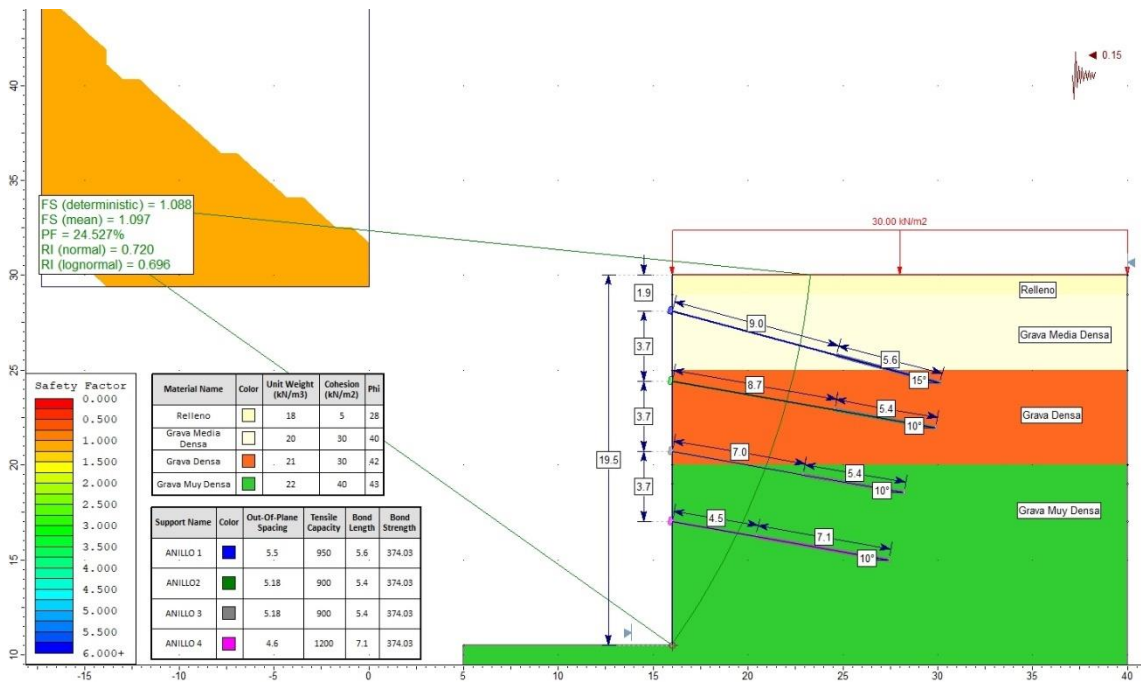 0.15
FS (deterministic) = 1.088
FS (mean) = 1.097
PF = 24.527%
RI (normal) = 0.720
RI (lognormal) = 0.696
30.00 kN/m2
Relleno
Grava Media Densa
Grava Densa
Grava Muy Densa
1.9
3.7
3.7
3.7
19.5
9.0
5.6
15°
8.7
5.4
10°
7.0
5.4
10°
4.5
7.1
10°
Safety Factor
0.000
0.500
1.000
1.500
2.000
2.500
3.000
3.500
4.000
4.500
5.000
5.500
6.000+
Material Name Color Unit Weight (kN/m3) Cohesion (kN/m2) Phi
Relleno 18 5 28
Grava Media Densa 20 30 40
Grava Densa 21 30 42
Grava Muy Densa 22 40 43
Support Name Color Out-Of-Plane Spacing Tensile Capacity Bond Length Bond Strength
ANILLO 1 5.5 950 5.6 374.03
ANILLO2 5.18 900 5.4 374.03
ANILLO 3 5.18 900 5.4 374.03
ANILLO 4 4.6 1200 7.1 374.03
40
35
30
25
20
15
10
-15 -10 -5 0 5 10 15 20 25 30 35 40